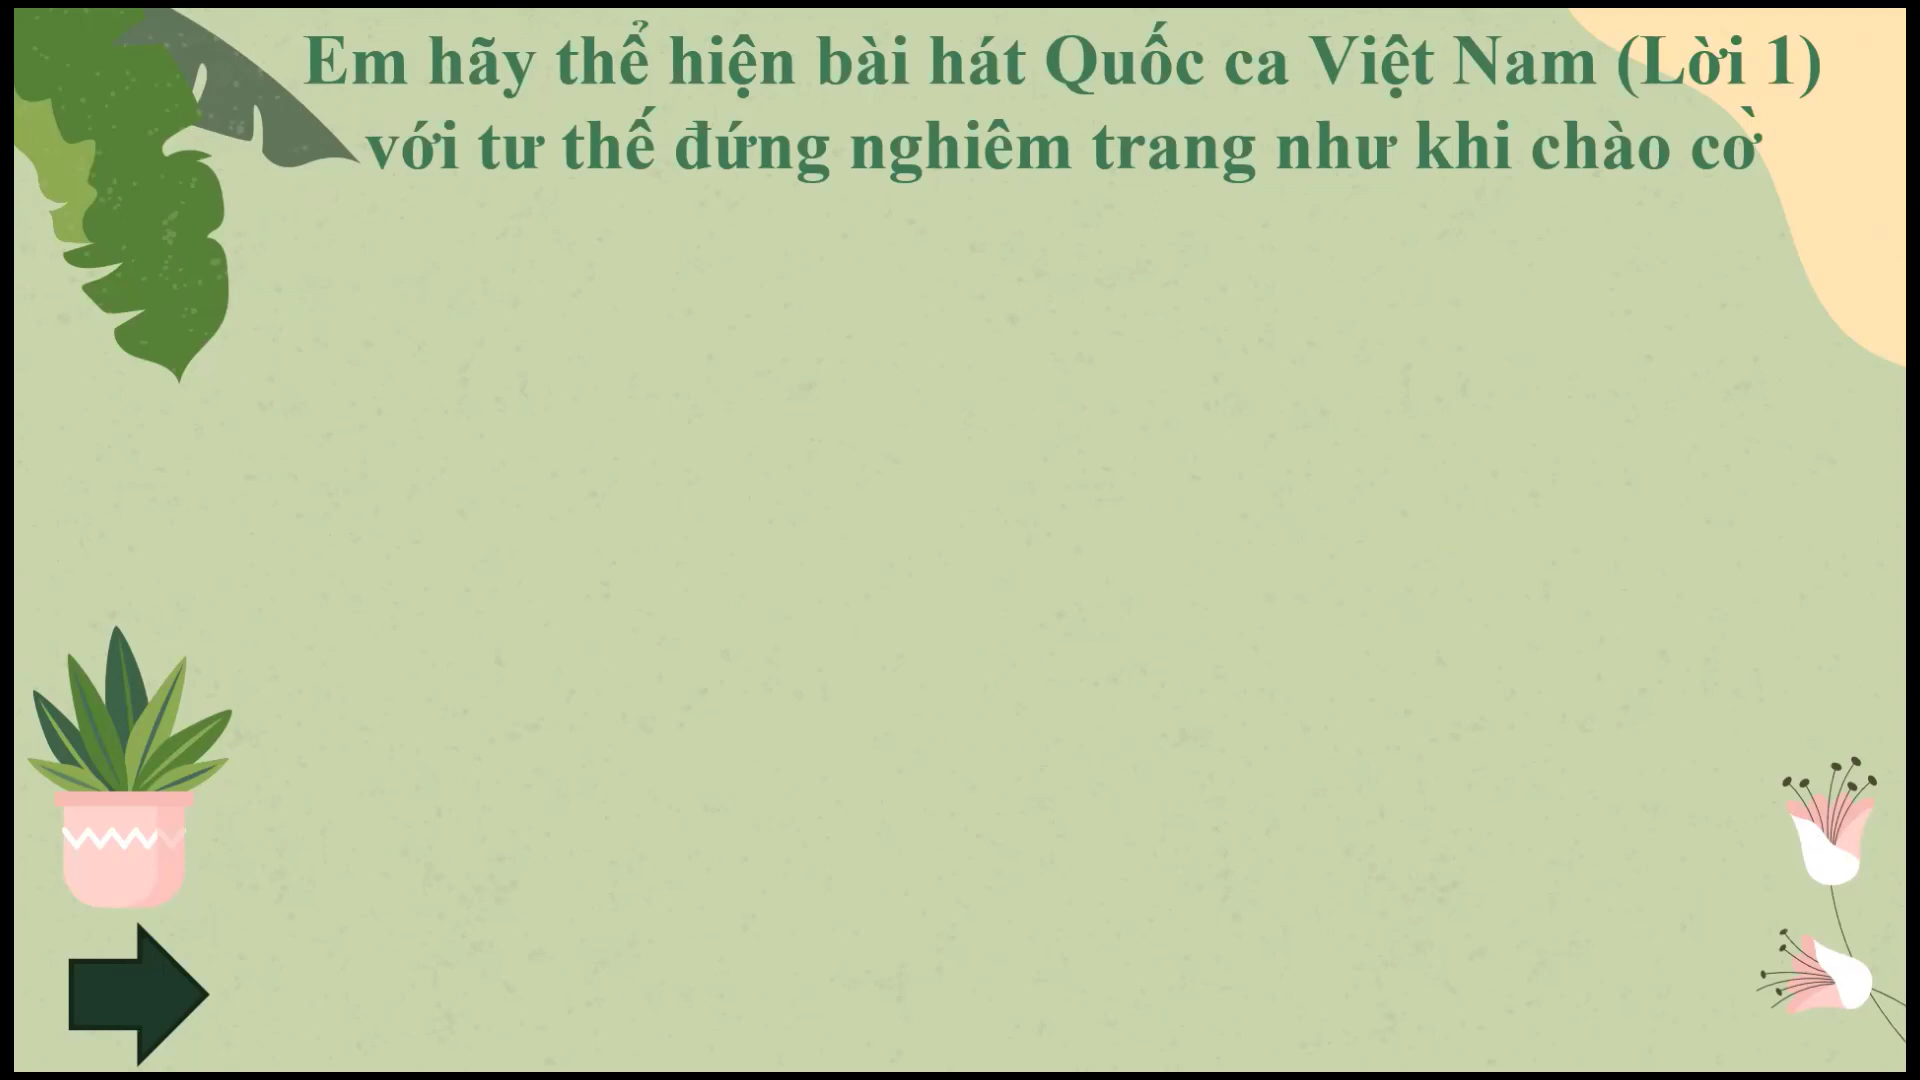 Em hãy thể hiện bài hát Quốc ca Việt Nam (Lời 1)
với tư thế đứng nghiêm trang như khi chào cờ